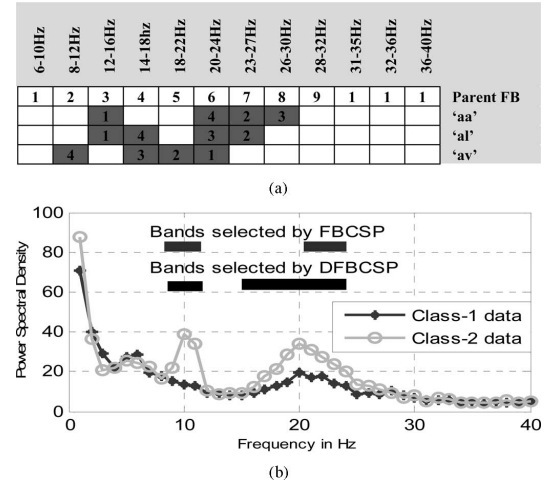 6-10Hz 8-12Hz 12-16Hz 14-18hz 18-22Hz 20-24Hz 23-27Hz 26-30Hz 28-32Hz 31-35Hz 32-36Hz 36-40Hz
1 2 3 4 5 6 7 8 9 1 1 1 Parent FB
1 4 2 3 'aa'
1 4 3 2 'al'
4 3 2 1 'av'
(a)
100
80
60
40
20
0
Power Spectral Density
Bands selected by FBCSP
Bands selected by DFBCSP
Class-1 data
Class-2 data
0 10 20 30 40
Frequency in Hz
(b)